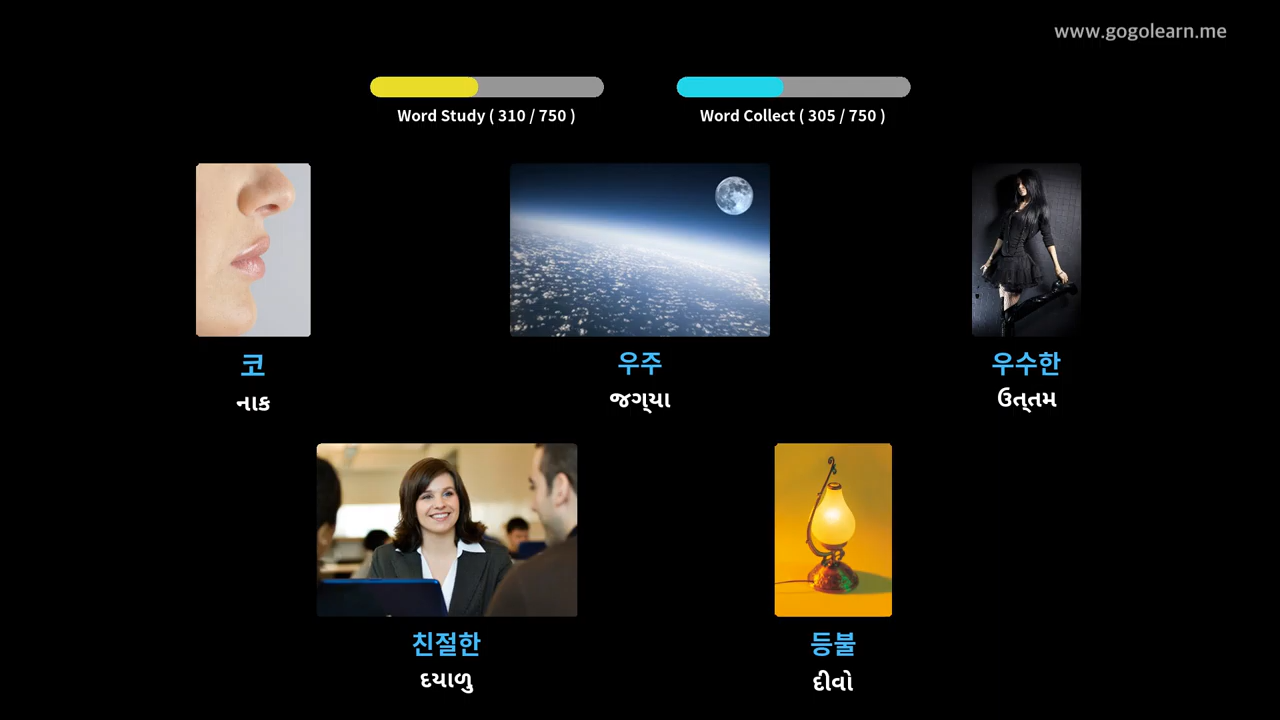 www.gogolearn.me
Word Study ( 310 / 750 )
Word Collect ( 305 / 750 )
코
નાક
우주
જગ્યા
우수한
ઉત્તમ
친절한
દયાળુ
등불
દીવો